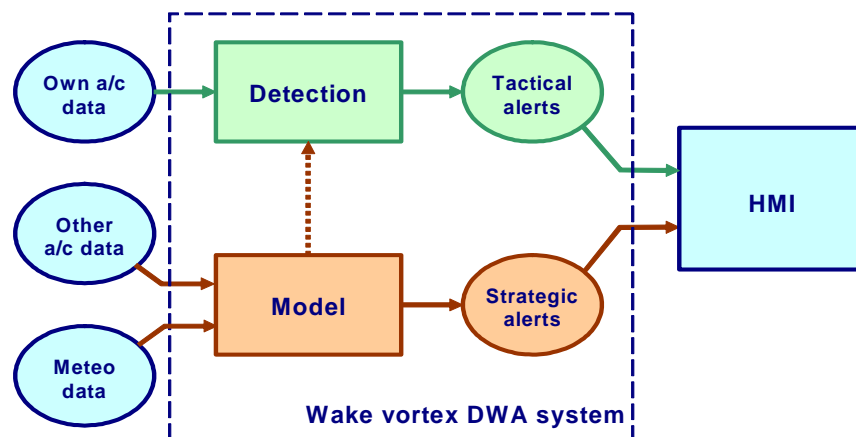 Own a/c
data
Detection
Tactical
alerts
HMI
Other
a/c data
Model
Strategic
alerts
Meteo
data
Wake vortex DWA system